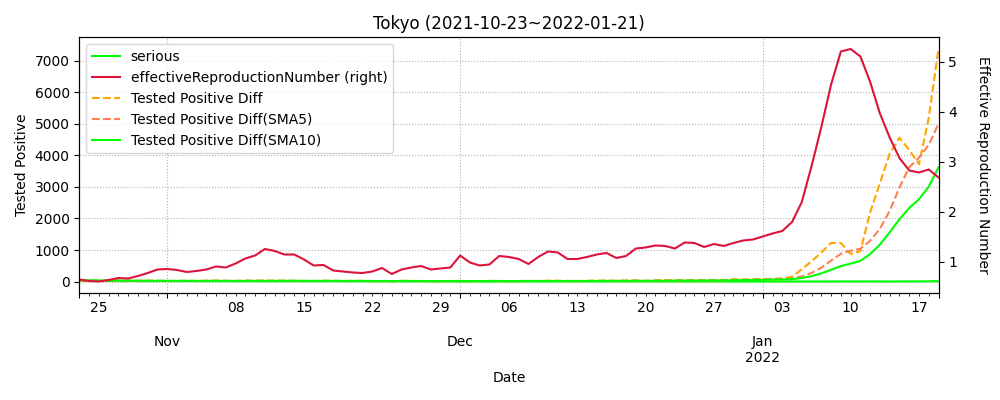 Tokyo (2021-10-23~2022-01-21)
serious
effectiveReproductionNumber (right)
Tested Positive Diff
Tested Positive Diff(SMA5)
Tested Positive Diff(SMA10)
Tested Positive
7000
6000
5000
4000
3000
2000
1000
0
5
4
3
2
1
Effective Reproduction Number
25 08 15 22 29 06 13 20 27 03 10 17
Nov Dec Jan
2022
Date